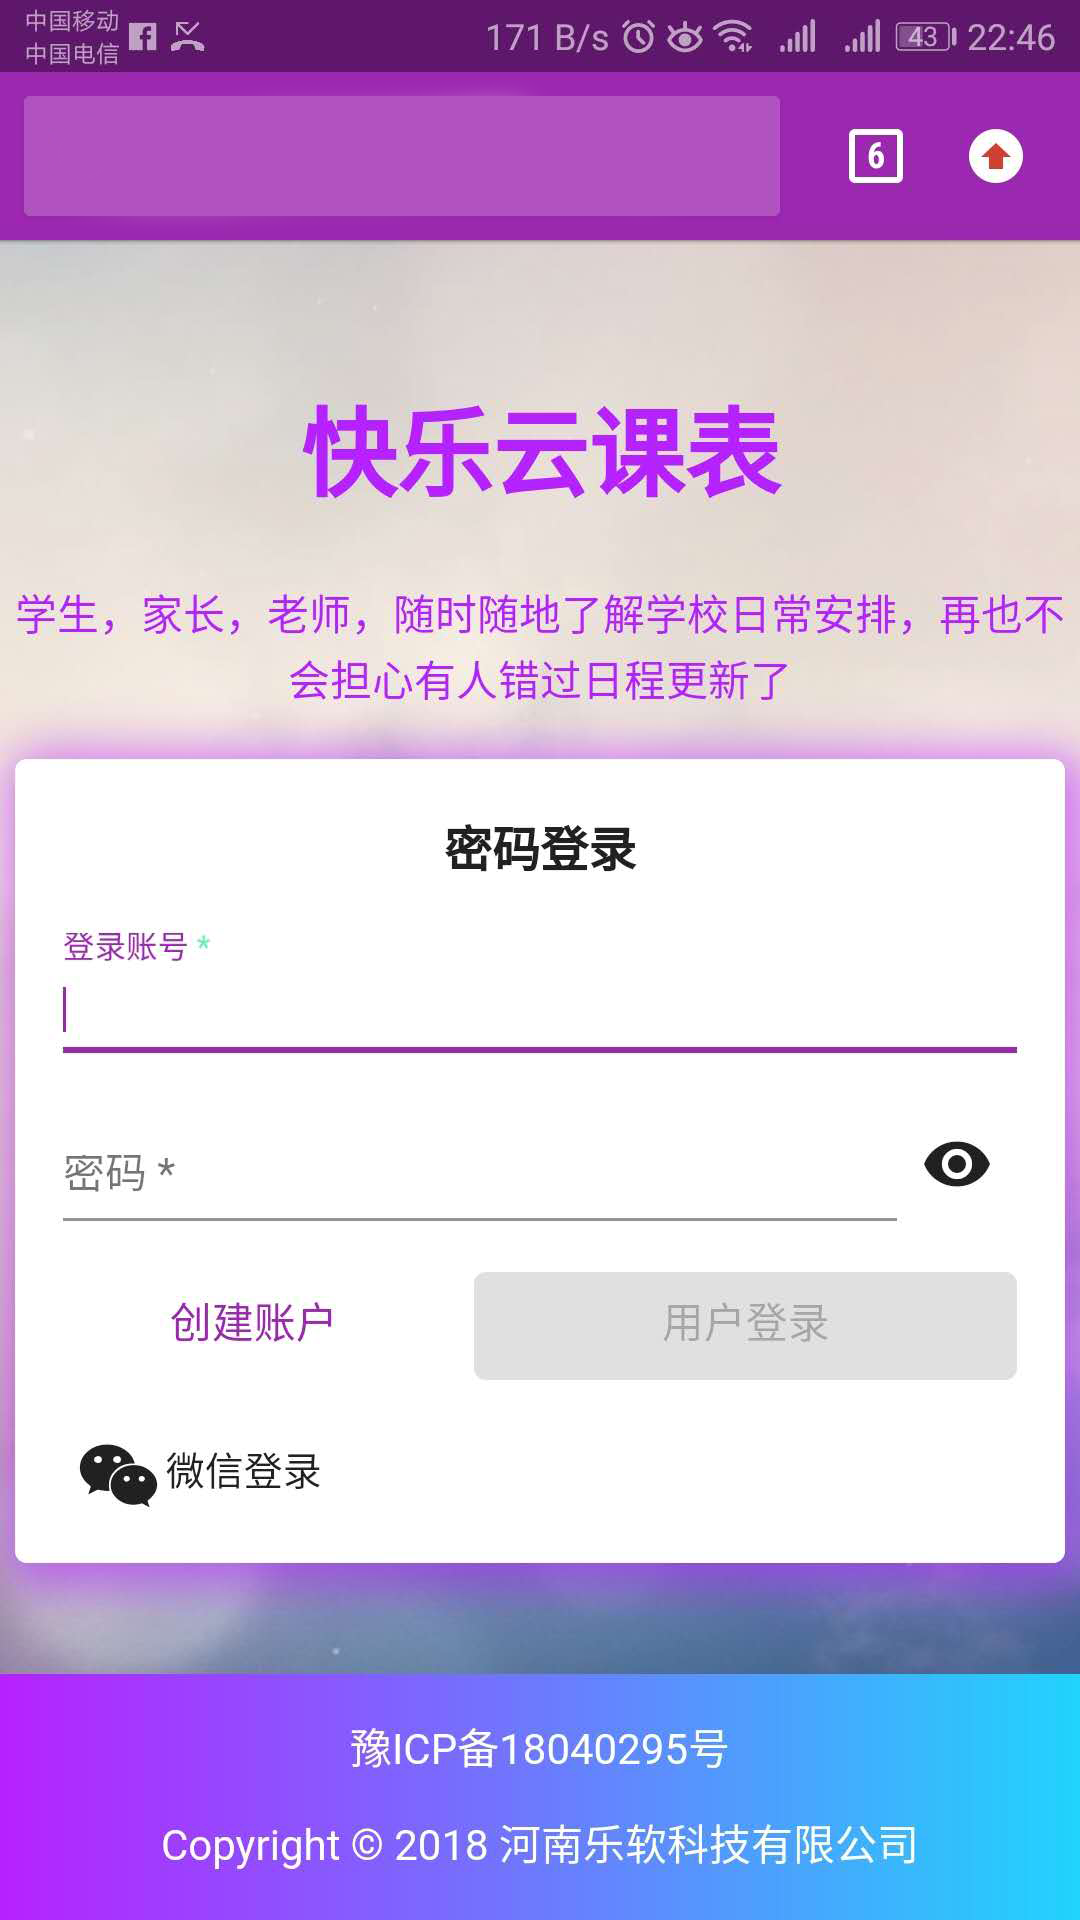 中国移动
中国电信
171 B/s
43
22:46
6
快乐云课表
学生，家长，老师，随时随地了解学校日常安排，再也不
会担心有人错过日程更新了
密码登录
登录账号 *
密码 *
创建账户
用户登录
微信登录
豫ICP备18040295号
Copyright © 2018 河南乐软科技有限公司